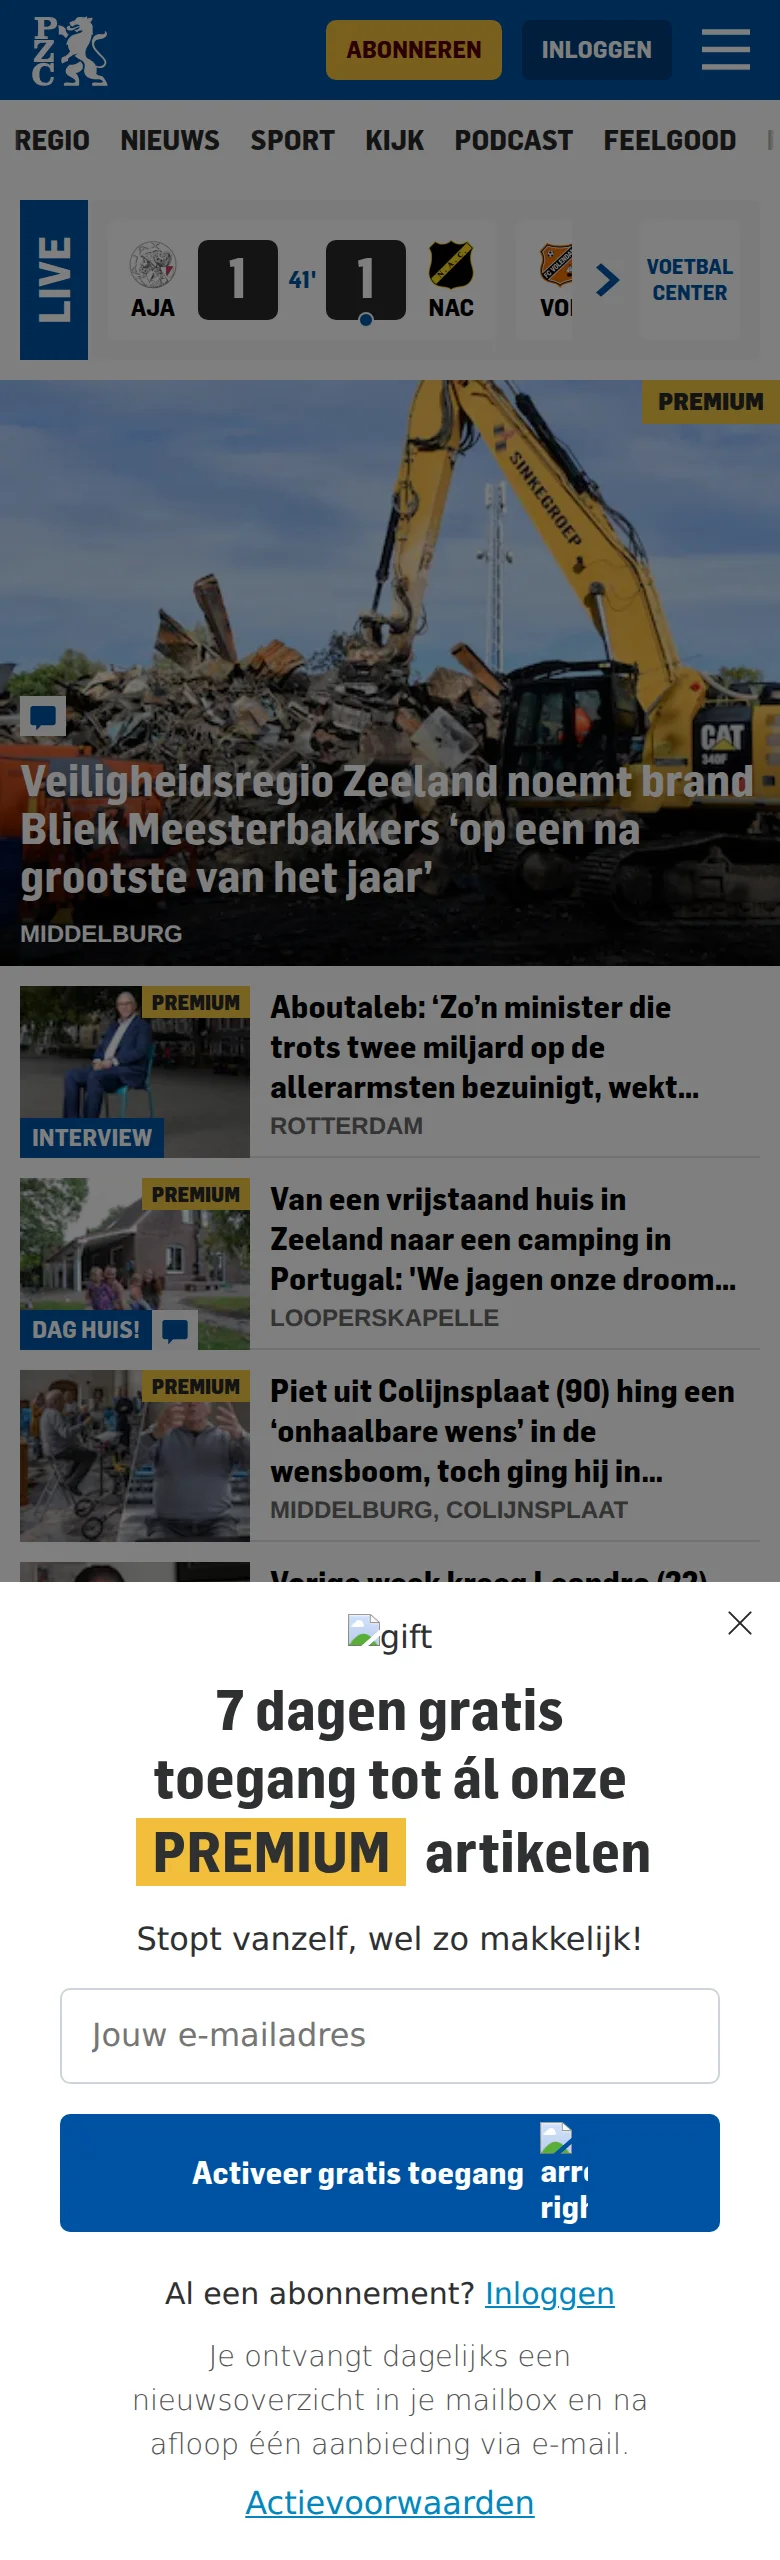 PZC
ABONNEREN
INLOGGEN
REGIO NIEUWS SPORT KIJK PODCAST FEELGOOD
LIVE
AJA
1
41'
1
NAC
VOETBAL
CENTER
PREMIUM
SINKEGROEP
CAT
340F
Veiligheidsregio Zeeland noemt brand
Bliek Meesterbakkers ‘op een na
grootste van het jaar’
MIDDELBURG
PREMIUM
INTERVIEW
Aboutaleb: ‘Zo’n minister die
trots twee miljard op de
allerarmsten bezuinigt, wekt...
ROTTERDAM
PREMIUM
DAG HUIS!
Van een vrijstaand huis in
Zeeland naar een camping in
Portugal: 'We jagen onze droom...
LOOPERSKAPELLE
PREMIUM
Piet uit Colijnsplaat (90) hing een
‘onhaalbare wens’ in de
wensboom, toch ging hij in...
MIDDELBURG, COLIJNSPLAAT
gift
7 dagen gratis
toegang tot ál onze
PREMIUM artikelen
Stopt vanzelf, wel zo makkelijk!
Jouw e-mailadres
Activeer gratis toegang
Al een abonnement? Inloggen
Je ontvangt dagelijks een
nieuwsoverzicht in je mailbox en na
afloop één aanbieding via e-mail.
Actievoorwaarden